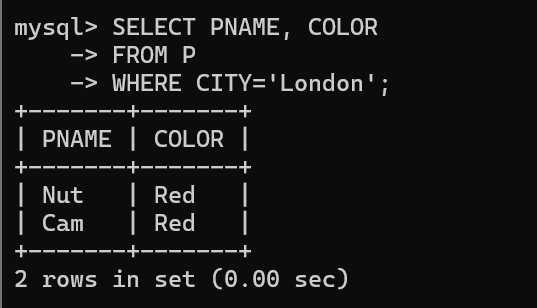 mysql> SELECT PNAME, COLOR
    -> FROM P
    -> WHERE CITY='London';
+-------+-------+
| PNAME | COLOR |
+-------+-------+
| Nut   | Red   |
| Cam   | Red   |
+-------+-------+
2 rows in set (0.00 sec)